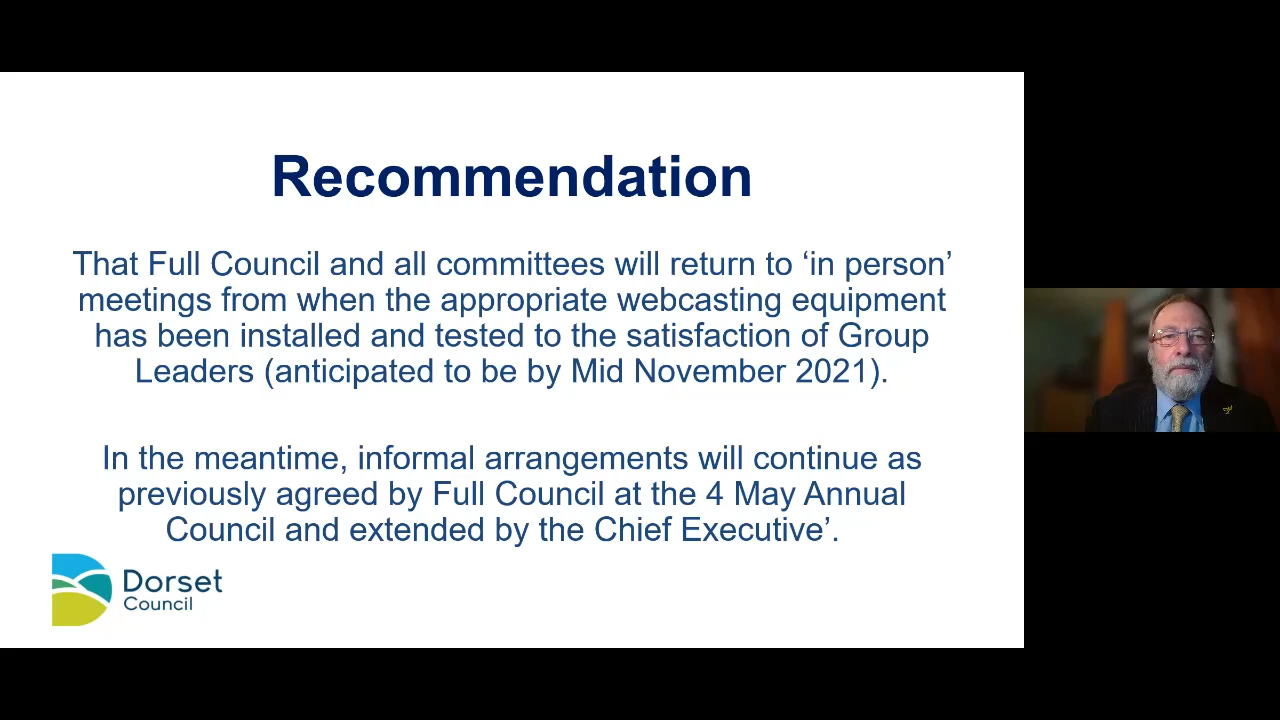 Recommendation
That Full Council and all committees will return to ‘in person’
meetings from when the appropriate webcasting equipment
has been installed and tested to the satisfaction of Group
Leaders (anticipated to be by Mid November 2021).
In the meantime, informal arrangements will continue as
previously agreed by Full Council at the 4 May Annual
Council and extended by the Chief Executive’.
Dorset
Council